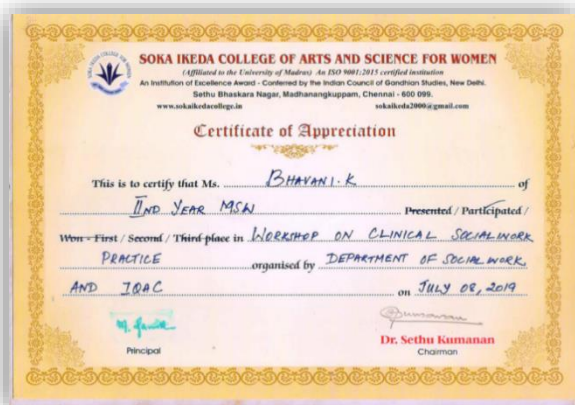 SOKA IKEDA COLLEGE OF ARTS AND SCIENCE FOR WOMEN
(Affiliated to the University of Madras) An ISO 9001:2015 certified institution
An Institution of Excellence Award - Conferred by the Indian Council of Gandhian Studies, New Delhi.
Sethu Bhaskara Nagar, Madhanangkuppam, Chennai - 600 099.
www.sokaikedacollege.in sokaikeda2000@gmail.com
Certificate of Appreciation
This is to certify that Ms. BHAVANI.K of
IIND YEAR MSW Presented / Participated /
Won - First / Second / Third place in WORKSHOP ON CLINICAL SOCIAL WORK
PRACTICE organised by DEPARTMENT OF SOCIAL WORK,
AND IQAC on JULY 08, 2019
Principal
Dr. Sethu Kumanan
Chairman